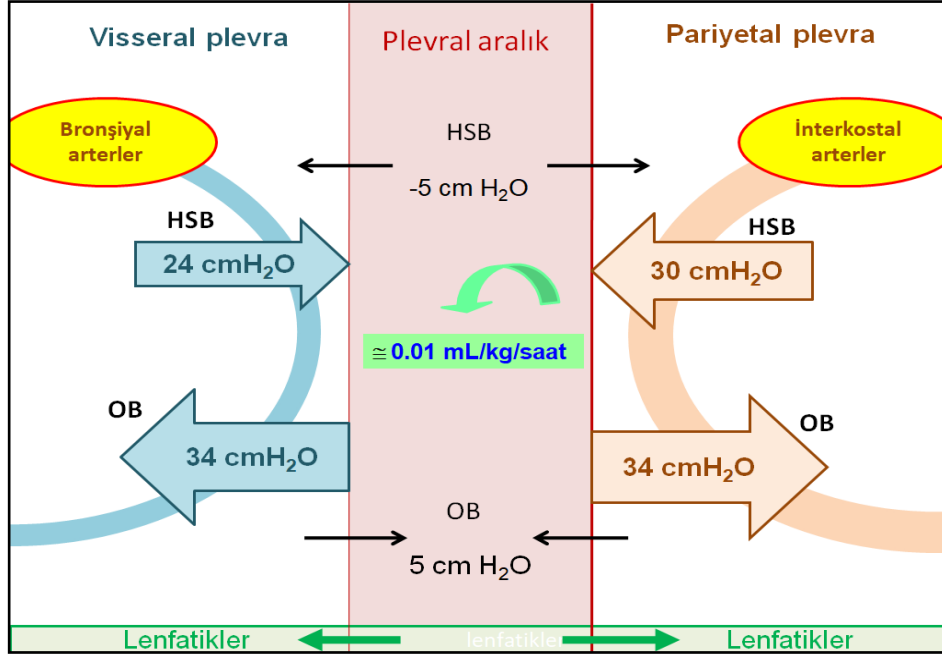 Visseral plevra
Plevral aralık
Pariyetal plevra
Bronşiyal
arterler
HSB
İnterkostal
arterler
-5 cm H₂O
HSB
24 cmH₂O
HSB
30 cmH₂O
≅ 0.01 mL/kg/saat
OB
34 cmH₂O
OB
34 cmH₂O
OB
5 cm H₂O
Lenfatikler
lenfatikler
Lenfatikler